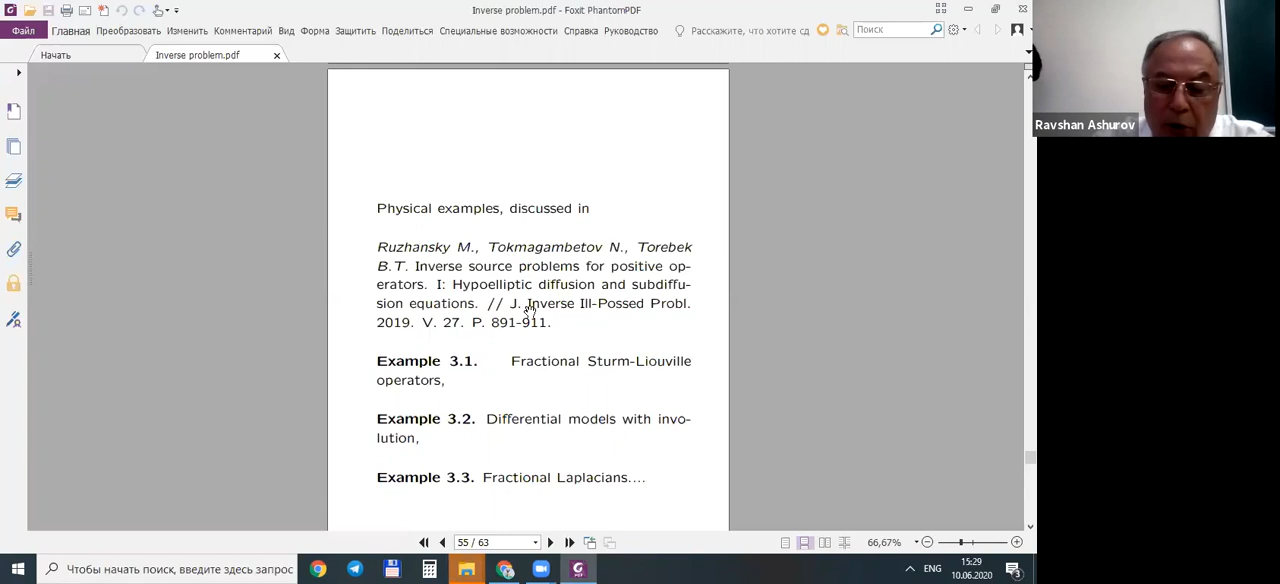 Inverse problem.pdf - Foxit PhantomPDF
Файл Главная Преобразовать Изменить Комментарий Вид Форма Защитить Поделиться Специальные возможности Справка Руководство Расскажите, что хотите сд Поиск
Начать Inverse problem.pdf
Ravshan Ashurov
Physical examples, discussed in
Ruzhansky M., Tokmagambetov N., Torebek
B.T. Inverse source problems for positive op-
erators. I: Hypoelliptic diffusion and subdiffu-
sion equations. // J. Inverse Ill-Possed Probl.
2019. V. 27. P. 891-911.
Example 3.1. Fractional Sturm-Liouville
operators,
Example 3.2. Differential models with invo-
lution,
Example 3.3. Fractional Laplacians....
55 / 63 66,67%
Чтобы начать поиск, введите здесь запрос ENG 15:29
10.06.2020 3